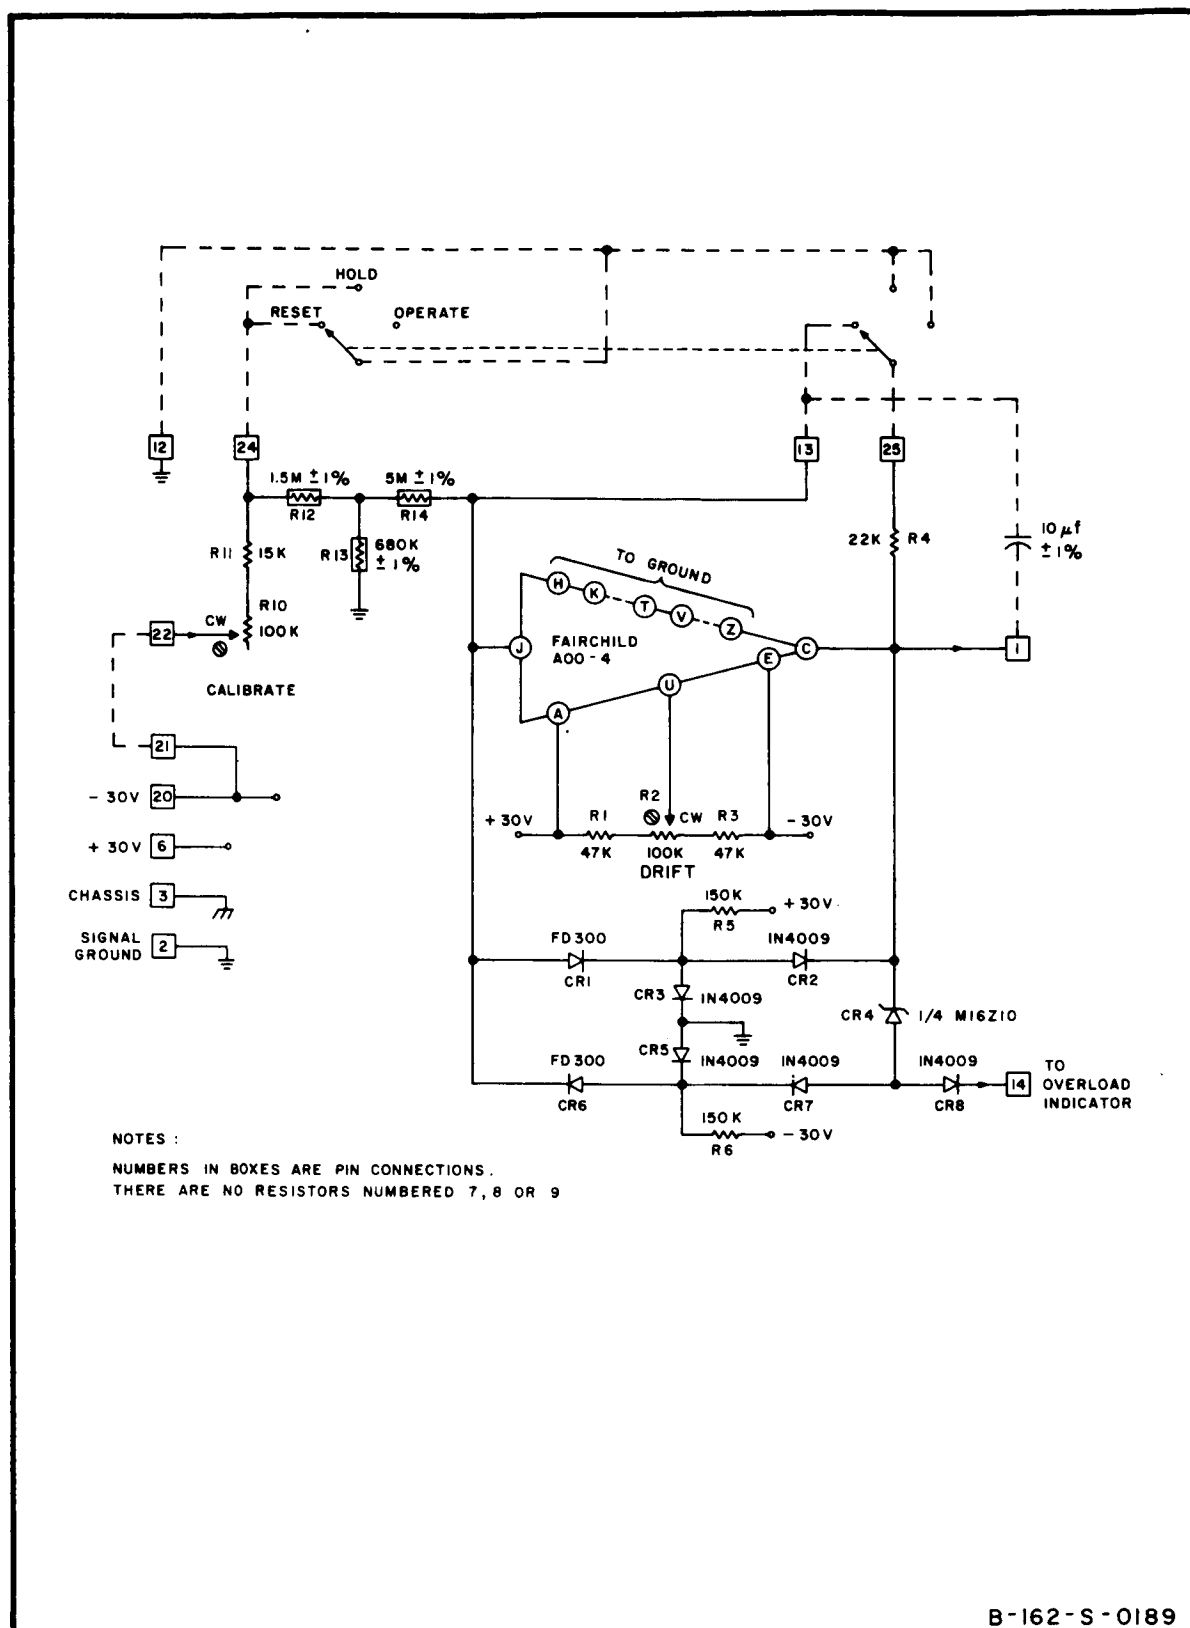 HOLD
RESET
OPERATE
12
24
13
25
1.5M ± 1%
5M ± 1%
R12
R14
R11
15K
R13
680K
± 1%
22K
R4
10 µf
± 1%
TO GROUND
H
K
T
V
Z
R10
100K
22
CW
J
FAIRCHILD
A00-4
C
E
U
A
1
CALIBRATE
21
-30V
20
+30V
6
CHASSIS
3
SIGNAL
GROUND
2
+30V
R1
47K
R2
CW
100K
DRIFT
R3
47K
-30V
150K
R5
+30V
FD300
CR1
IN4009
CR2
CR3
IN4009
CR4
1/4 M16Z10
CR5
IN4009
FD300
CR6
IN4009
CR7
IN4009
CR8
14
TO
OVERLOAD
INDICATOR
150K
R6
-30V
NOTES :
NUMBERS IN BOXES ARE PIN CONNECTIONS.
THERE ARE NO RESISTORS NUMBERED 7, 8 OR 9
B-162-S-0189